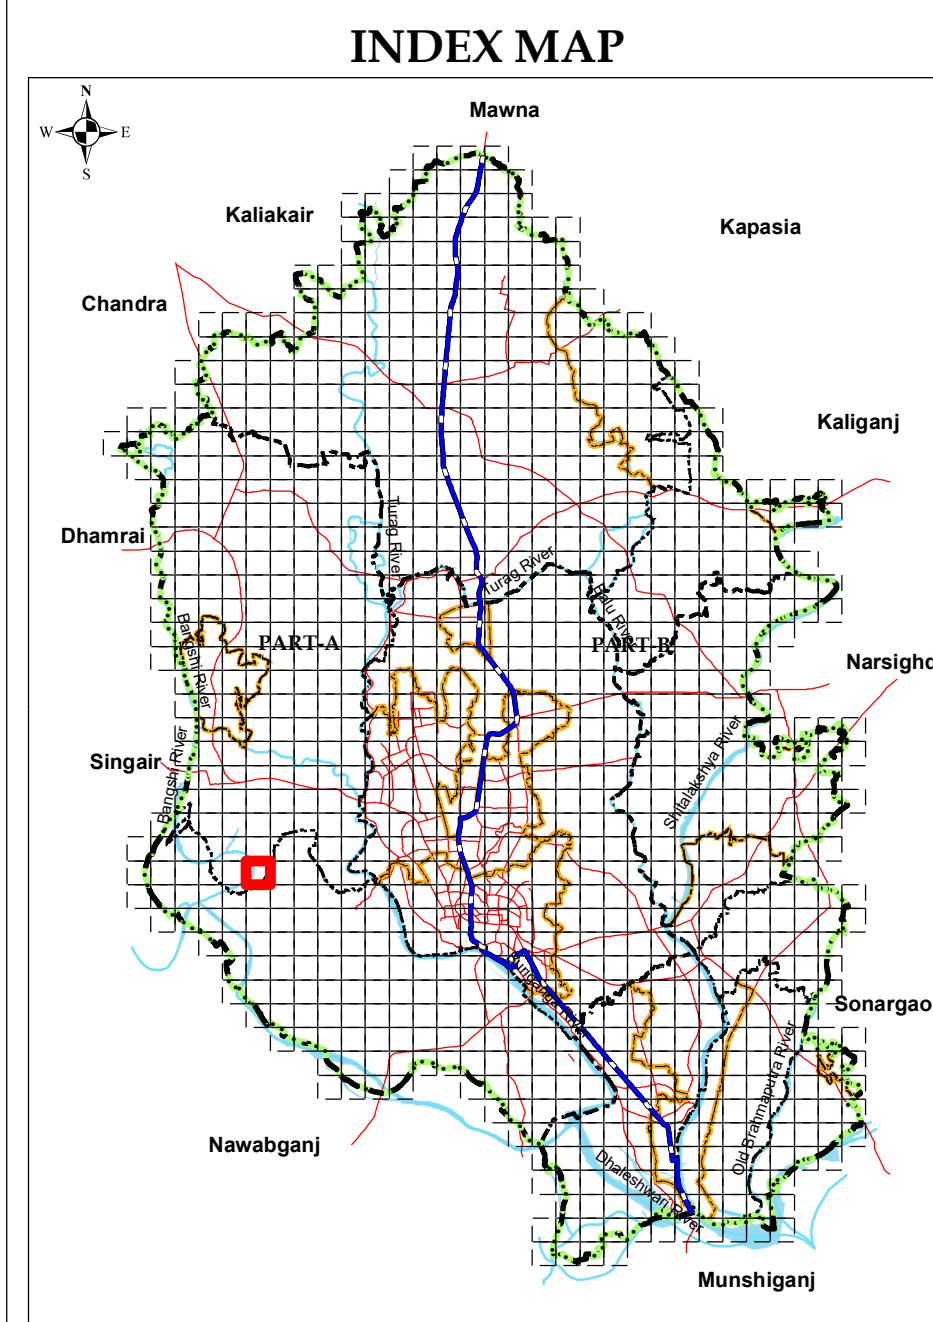 INDEX MAP
N
W E
S
Mawna
Kaliakair
Kapasia
Chandra
Kaliganj
Dhamrai
Turag River
Turag River
Balu River
Bangshi River
PART-A
PART-B
Narsighd
Singair
Bangshi River
Shitalakshya River
Buriganga River
Sonargao
Old Brahmaputra River
Nawabganj
Dhaleshwari River
Munshiganj